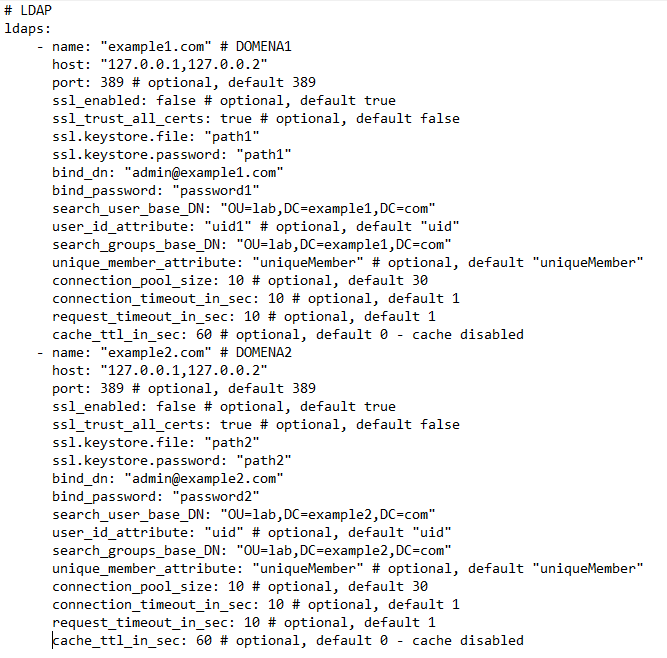 # LDAP
ldaps:
    - name: "example1.com" # DOMENA1
      host: "127.0.0.1,127.0.0.2"
      port: 389 # optional, default 389
      ssl_enabled: false # optional, default true
      ssl_trust_all_certs: true # optional, default false
      ssl.keystore.file: "path1"
      ssl.keystore.password: "path1"
      bind_dn: "admin@example1.com"
      bind_password: "password1"
      search_user_base_DN: "OU=lab,DC=example1,DC=com"
      user_id_attribute: "uid1" # optional, default "uid"
      search_groups_base_DN: "OU=lab,DC=example1,DC=com"
      unique_member_attribute: "uniqueMember" # optional, default "uniqueMember"
      connection_pool_size: 10 # optional, default 30
      connection_timeout_in_sec: 10 # optional, default 1
      request_timeout_in_sec: 10 # optional, default 1
      cache_ttl_in_sec: 60 # optional, default 0 - cache disabled
    - name: "example2.com" # DOMENA2
      host: "127.0.0.1,127.0.0.2"
      port: 389 # optional, default 389
      ssl_enabled: false # optional, default true
      ssl_trust_all_certs: true # optional, default false
      ssl.keystore.file: "path2"
      ssl.keystore.password: "path2"
      bind_dn: "admin@example2.com"
      bind_password: "password2"
      search_user_base_DN: "OU=lab,DC=example2,DC=com"
      user_id_attribute: "uid" # optional, default "uid"
      search_groups_base_DN: "OU=lab,DC=example2,DC=com"
      unique_member_attribute: "uniqueMember" # optional, default "uniqueMember"
      connection_pool_size: 10 # optional, default 30
      connection_timeout_in_sec: 10 # optional, default 1
      request_timeout_in_sec: 10 # optional, default 1
      cache_ttl_in_sec: 60 # optional, default 0 - cache disabled